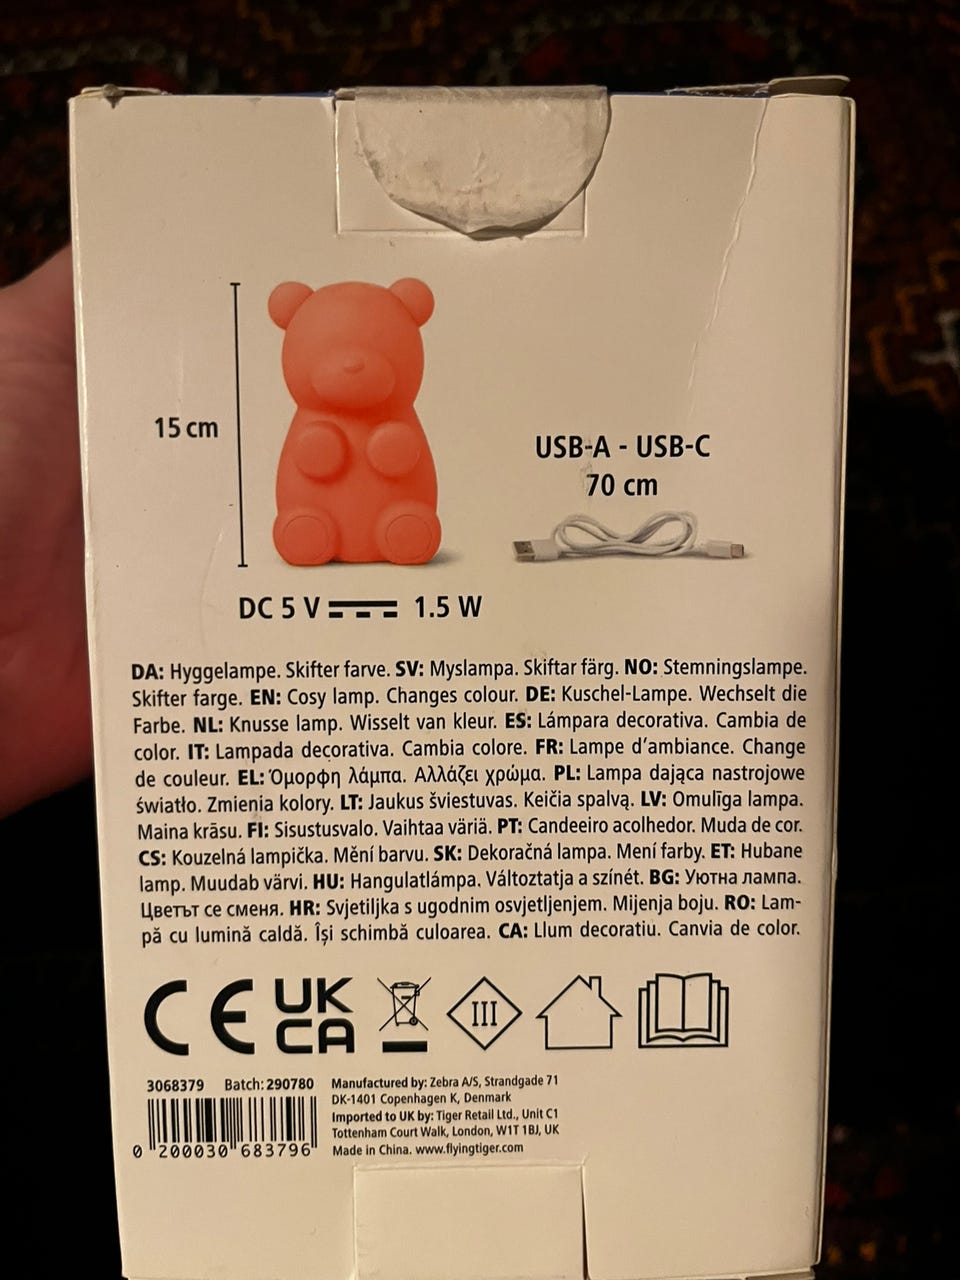 15 cm
USB-A - USB-C
70 cm
DC 5 V 1.5 W
DA: Hyggelampe. Skifter farve. SV: Myslampa. Skiftar färg. NO: Stemningslampe.
Skifter farge. EN: Cosy lamp. Changes colour. DE: Kuschel-Lampe. Wechselt die
Farbe. NL: Knusse lamp. Wisselt van kleur. ES: Lámpara decorativa. Cambia de
color. IT: Lampada decorativa. Cambia colore. FR: Lampe d’ambiance. Change
de couleur. EL: Όμορφη λάμπα. Αλλάζει χρώμα. PL: Lampa dająca nastrojowe
światło. Zmienia kolory. LT: Jaukus šviestuvas. Keičia spalvą. LV: Omulīga lampa.
Maina krāsu. FI: Sisustusvalo. Vaihtaa väriä. PT: Candeeiro acolhedor. Muda de cor.
CS: Kouzelná lampička. Mění barvu. SK: Dekoračná lampa. Mení farby. ET: Hubane
lamp. Muudab värvi. HU: Hangulatlámpa. Változtatja a színét. BG: Уютна лампа.
Цветът се сменя. HR: Svjetiljka s ugodnim osvjetljenjem. Mijenja boju. RO: Lam-
pă cu lumină caldă. Își schimbă culoarea. CA: Llum decoratiu. Canvia de color.
CE UK
CA
III
3068379 Batch: 290780
0 200030 683796
Manufactured by: Zebra A/S, Strandgade 71
DK-1401 Copenhagen K, Denmark
Imported to UK by: Tiger Retail Ltd., Unit C1
Tottenham Court Walk, London, W1T 1BJ, UK
Made in China. www.flyingtiger.com